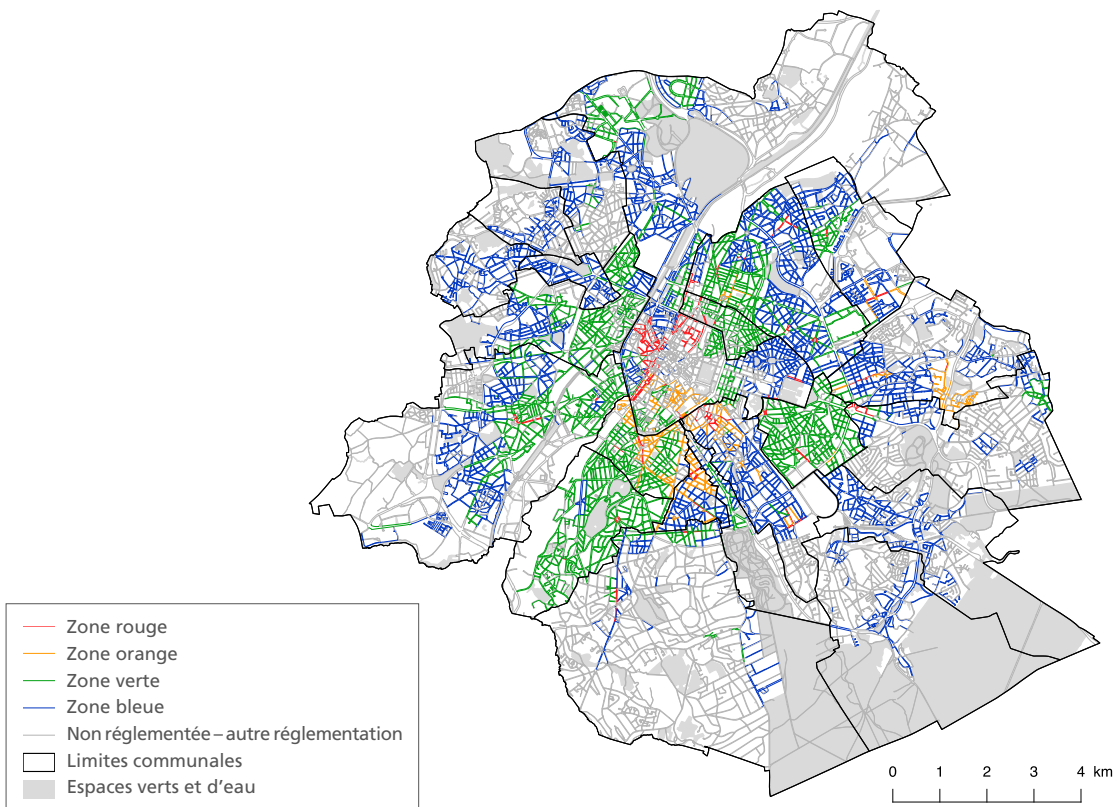 Zone rouge
Zone orange
Zone verte
Zone bleue
Non réglementée – autre réglementation
Limites communales
Espaces verts et d'eau
0 1 2 3 4 km